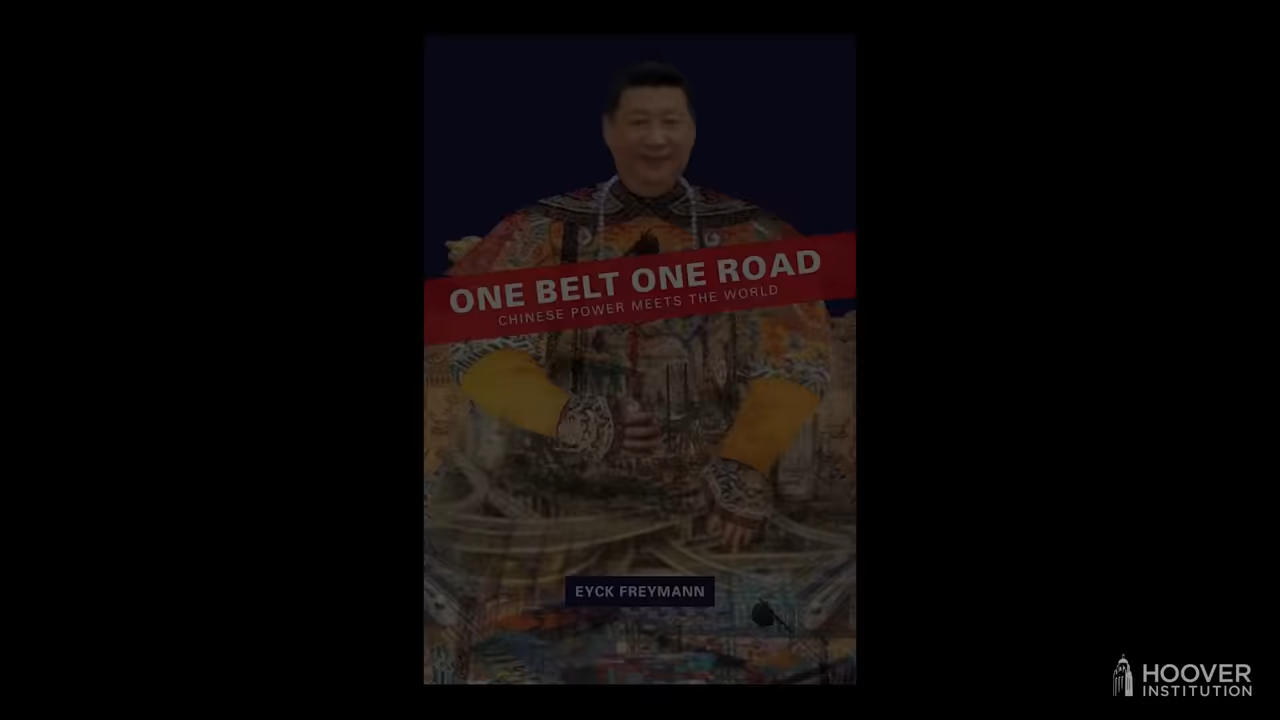 ONE BELT ONE ROAD
CHINESE POWER MEETS THE WORLD
EYCK FREYMANN
HOOVER
INSTITUTION